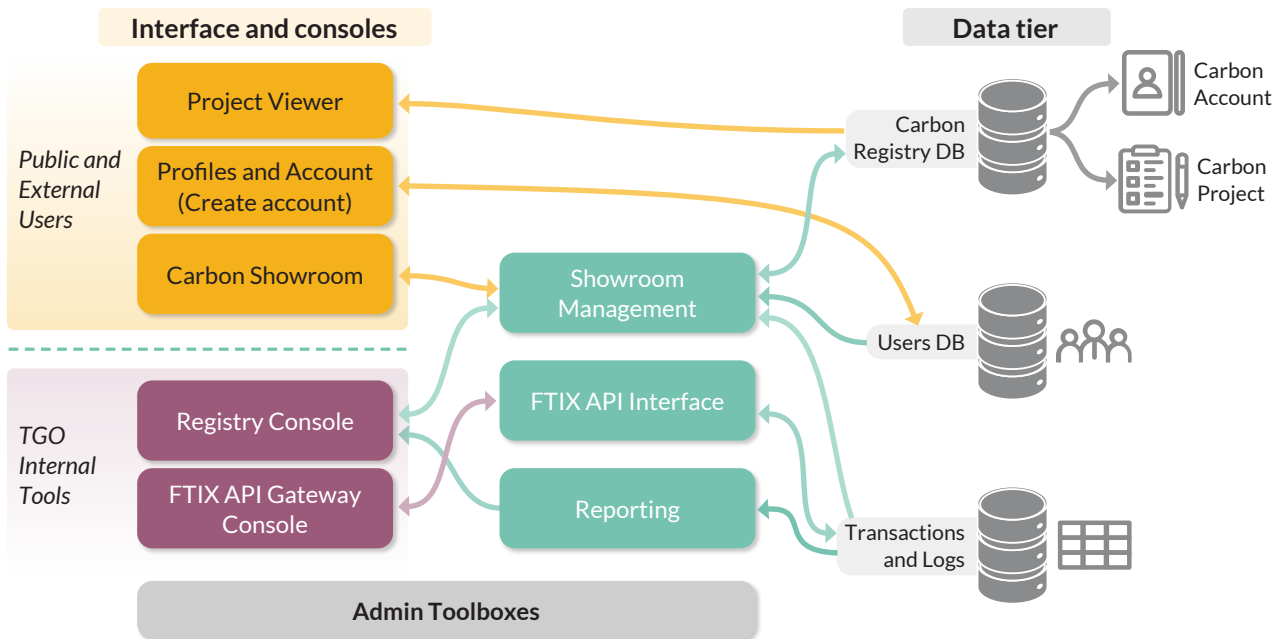 Interface and consoles
Data tier
Public and
External
Users
Project Viewer
Profiles and Account
(Create account)
Carbon Showroom
TGO
Internal
Tools
Registry Console
FTIX API Gateway
Console
Showroom
Management
FTIX API Interface
Reporting
Admin Toolboxes
Carbon
Registry DB
Carbon
Account
Carbon
Project
Users DB
Transactions
and Logs